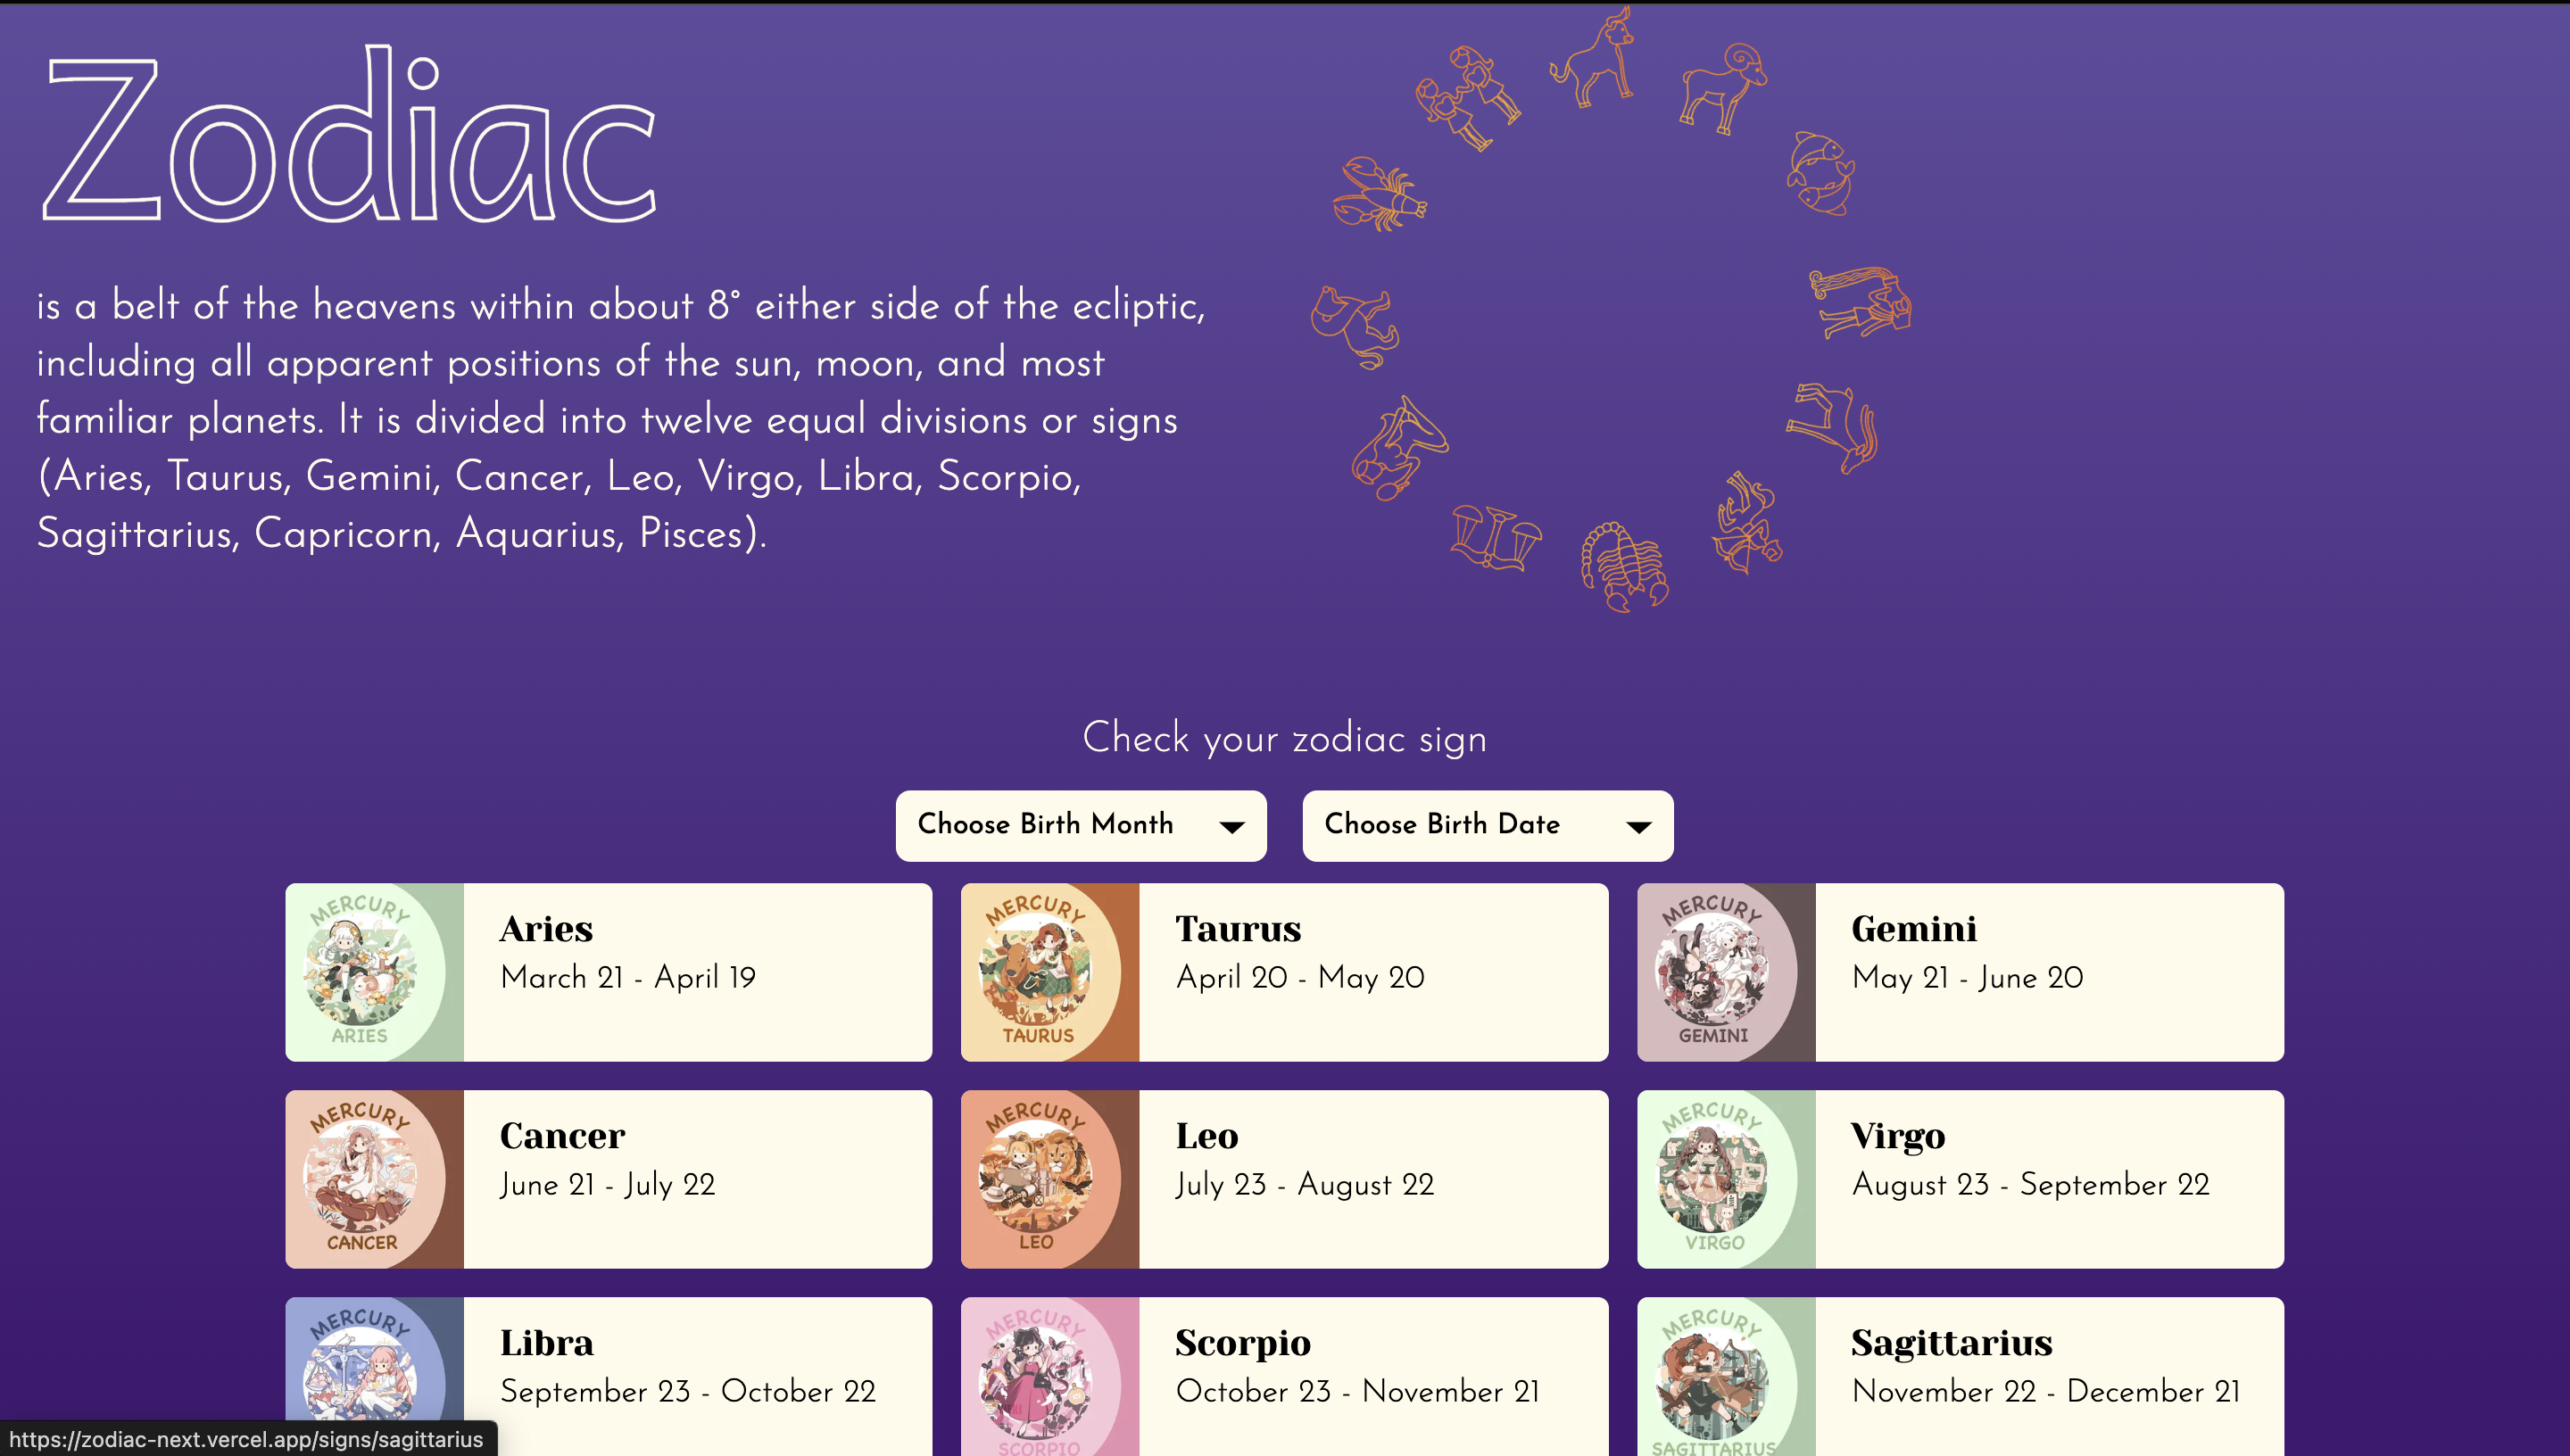 Zodiac
is a belt of the heavens within about 8° either side of the ecliptic,
including all apparent positions of the sun, moon, and most
familiar planets. It is divided into twelve equal divisions or signs
(Aries, Taurus, Gemini, Cancer, Leo, Virgo, Libra, Scorpio,
Sagittarius, Capricorn, Aquarius, Pisces).
Check your zodiac sign
Choose Birth Month
Choose Birth Date
MERCURY
ARIES
Aries
March 21 - April 19
MERCURY
TAURUS
Taurus
April 20 - May 20
MERCURY
GEMINI
Gemini
May 21 - June 20
MERCURY
CANCER
Cancer
June 21 - July 22
MERCURY
LEO
Leo
July 23 - August 22
MERCURY
VIRGO
Virgo
August 23 - September 22
MERCURY
Libra
September 23 - October 22
MERCURY
SCORPIO
Scorpio
October 23 - November 21
MERCURY
SAGITTARIUS
Sagittarius
November 22 - December 21
https://zodiac-next.vercel.app/signs/sagittarius